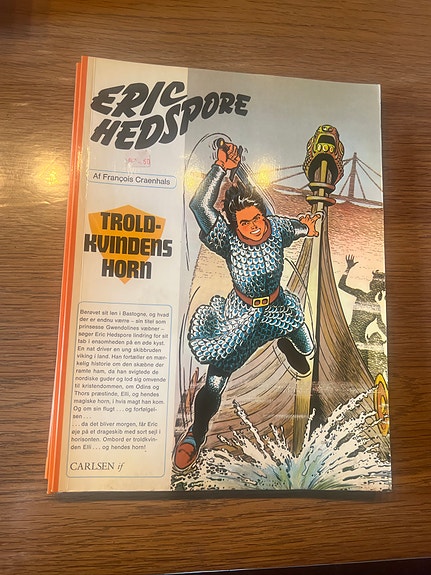 ERIC
HEDSPORE
Af François Craenhals
TROLD-
KVINDENS
HORN
Berøvet sit len i Bastogne, og hvad
der er endnu værre – sin titel som
prinsesse Gwendolines væbner –
søger Eric Hedspore lindring for sit
tab i ensomheden på en øde kyst.
En nat driver en ung skibbruden
viking i land. Han fortæller en mær-
kelig historie om den skæbne der
ramte ham, da han svigtede de
nordiske guder og lod sig omvende
til kristendommen, om Odins og
Thors præstinde, Elli, og hendes
magiske horn, i hvis magt han kom.
Og om sin flugt . . . og forfølgel-
sen . . .
. . . da det bliver morgen, får Eric
øje på et drageskib med sort sejl i
horisonten. Ombord er troldkvin-
den Elli . . . og hendes horn!
CARLSEN if